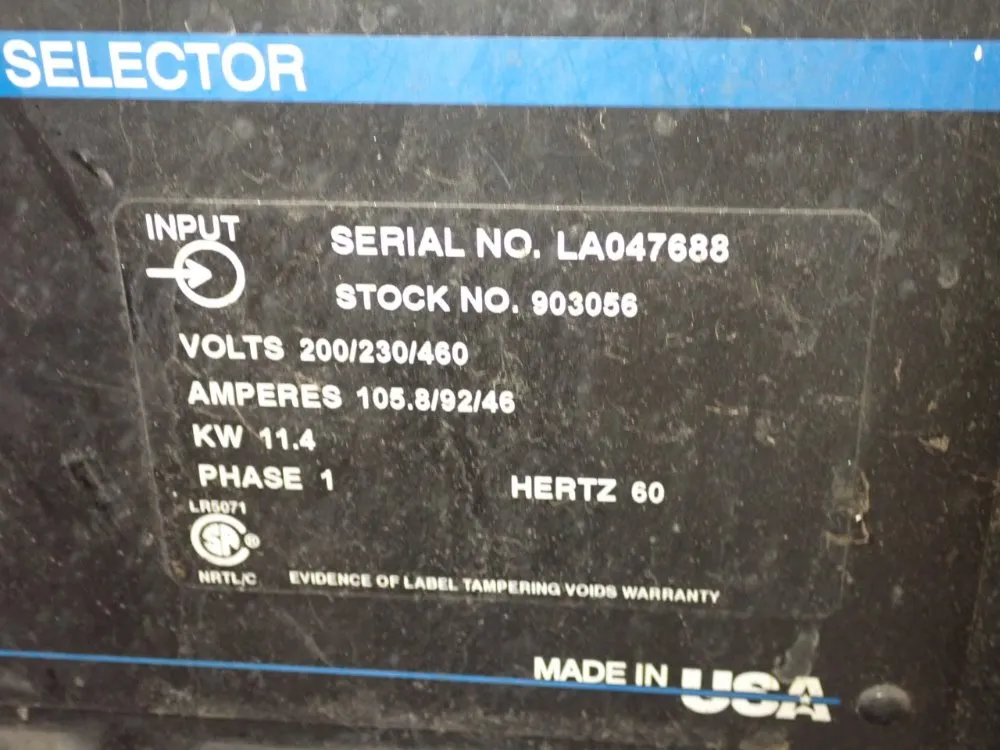 SELECTOR
INPUT
SERIAL NO. LA047688
STOCK NO. 903056
VOLTS 200/230/460
AMPERES 105.8/92/46
KW 11.4
PHASE 1 HERTZ 60
LR5071
SA ®
NRTL/C EVIDENCE OF LABEL TAMPERING VOIDS WARRANTY
MADE IN USA